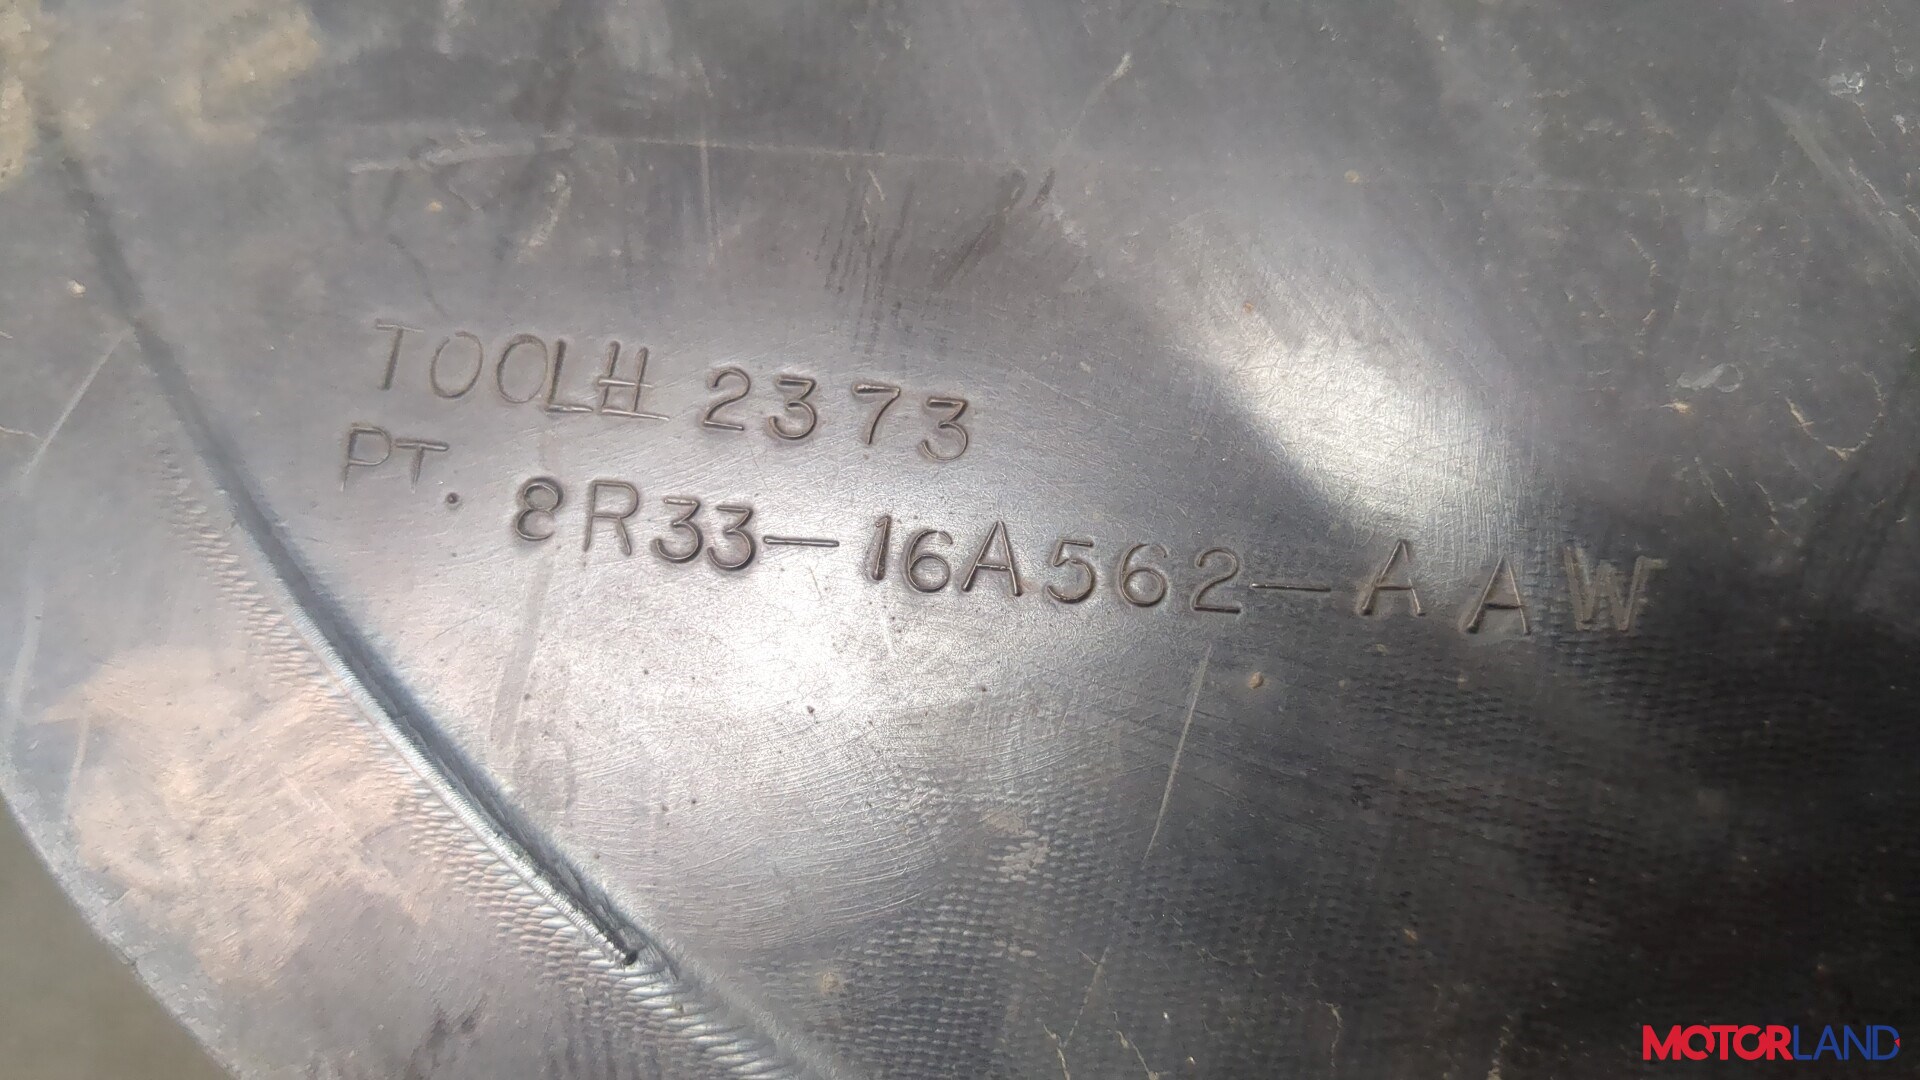 TOOL# 2373
PT. 8R33-16A562-AAW
MOTORLAND